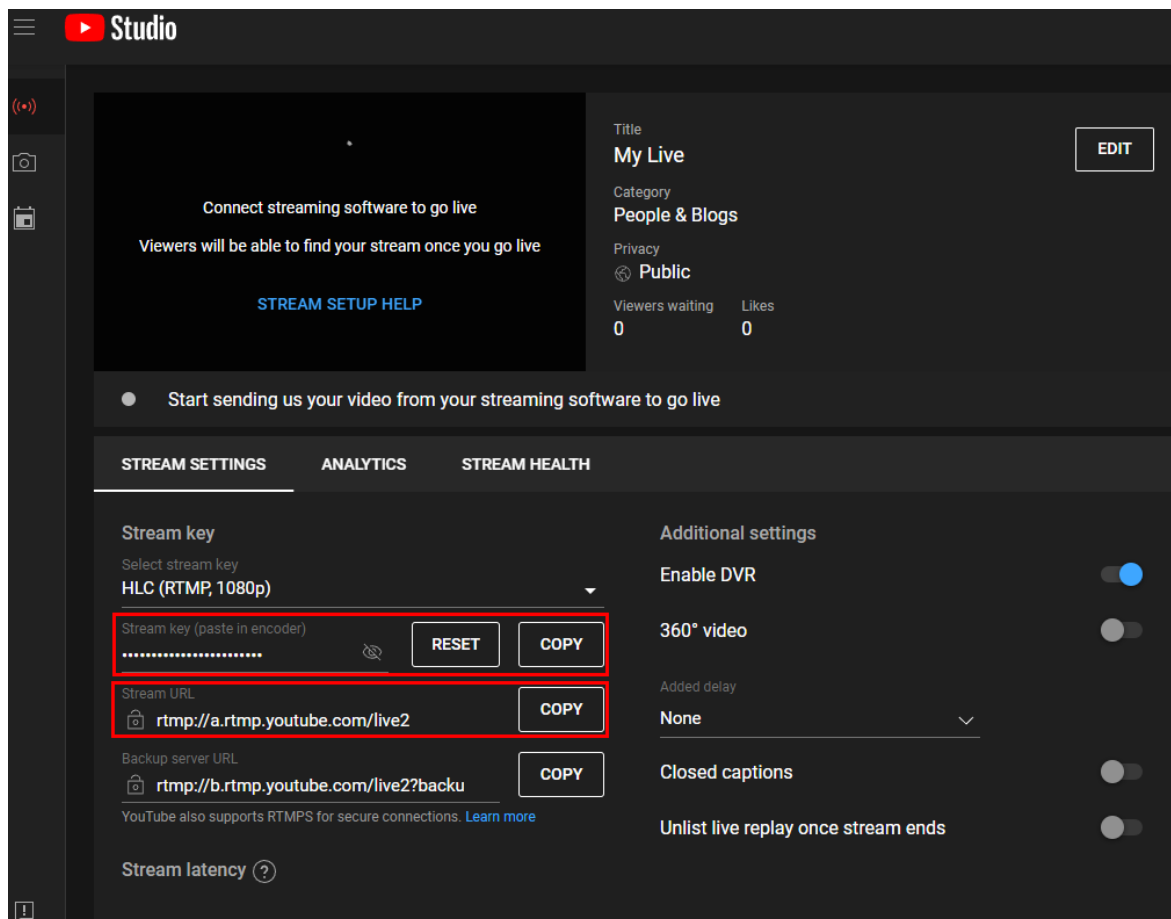 Studio
Connect streaming software to go live
Viewers will be able to find your stream once you go live
STREAM SETUP HELP
Title
My Live
EDIT
Category
People & Blogs
Privacy
Public
Viewers waiting Likes
0 0
Start sending us your video from your streaming software to go live
STREAM SETTINGS ANALYTICS STREAM HEALTH
Stream key
Select stream key
HLC (RTMP, 1080p)
Stream key (paste in encoder)
••••••••••••••••••••••••
RESET COPY
Stream URL
rtmp://a.rtmp.youtube.com/live2
COPY
Backup server URL
rtmp://b.rtmp.youtube.com/live2?backu
COPY
YouTube also supports RTMPS for secure connections. Learn more
Stream latency ?
Additional settings
Enable DVR
360° video
Added delay
None
Closed captions
Unlist live replay once stream ends